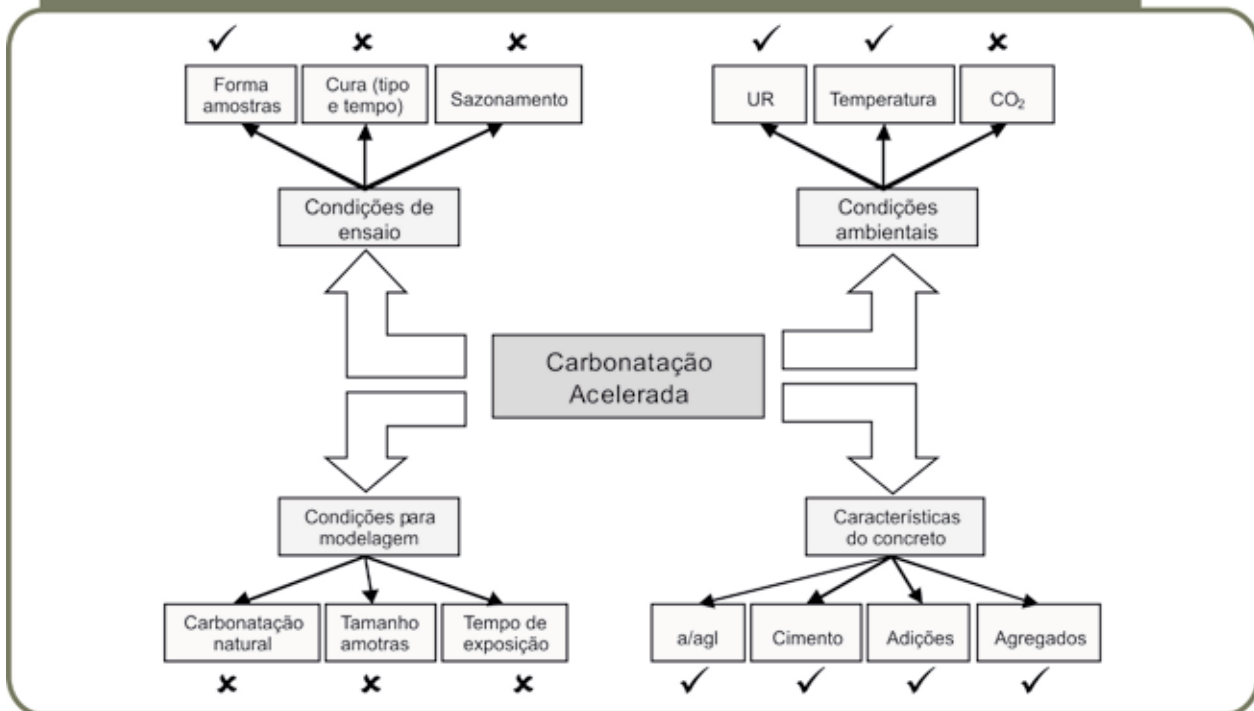 ✓ ✘ ✘ ✓ ✓ ✘
Forma
amostras
Cura (tipo
e tempo)
Sazonamento
UR
Temperatura
CO₂
Condições de
ensaio
Condições
ambientais
Carbonatação
Acelerada
Condições para
modelagem
Características
do concreto
Carbonatação
natural
Tamanho
amotras
Tempo de
exposição
a/agl
Cimento
Adições
Agregados
✘ ✘ ✘ ✓ ✓ ✓ ✓